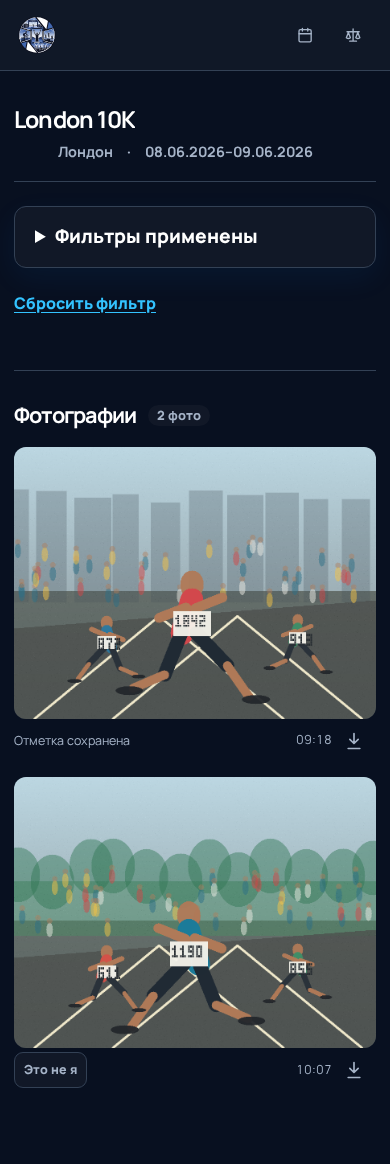 London 10K
Лондон · 08.06.2026–09.06.2026
Фильтры применены
Сбросить фильтр
Фотографии 2 фото
1842
Отметка сохранена 09:18
1190
Это не я 10:07